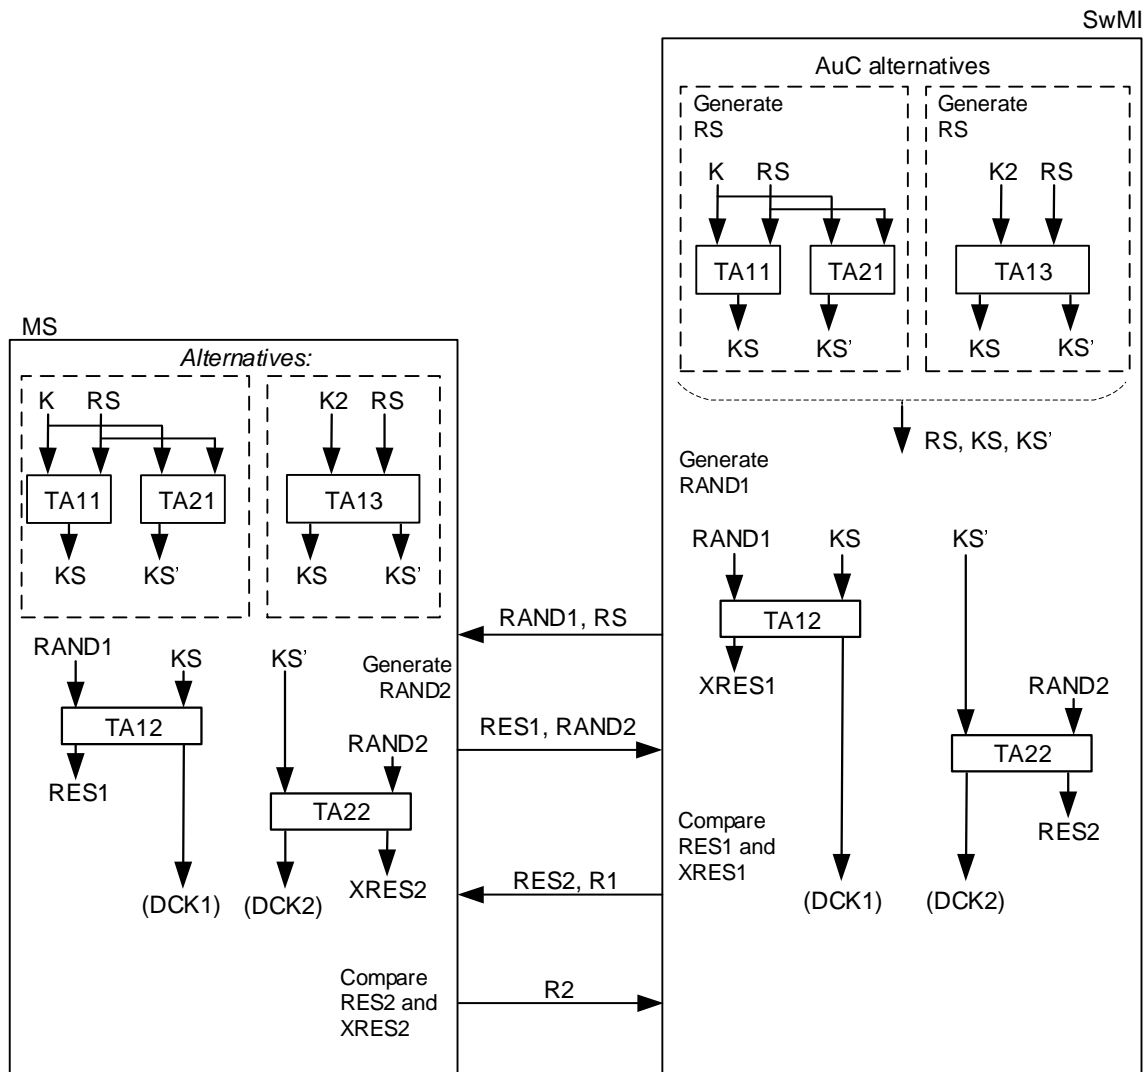 SwMI
AuC alternatives
Generate
RS
Generate
RS
K RS
K2 RS
TA11 TA21
TA13
KS KS’
KS KS’
RS, KS, KS’
MS
Alternatives:
K RS
K2 RS
TA11 TA21
TA13
KS KS’
KS KS’
Generate
RAND1
RAND1 KS KS’
TA12
XRES1
RAND1, RS
RAND1 KS KS’
Generate
RAND2
TA12
RES1
RAND2
TA22
XRES2
(DCK1) (DCK2)
RES1, RAND2
RAND2
TA22
RES2
Compare
RES1 and
XRES1
(DCK1) (DCK2)
RES2, R1
Compare
RES2 and
XRES2
R2